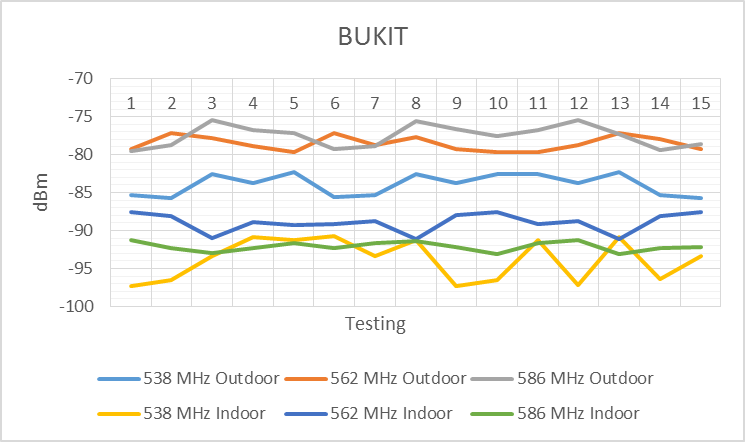 BUKIT
-70
1 2 3 4 5 6 7 8 9 10 11 12 13 14 15
-75
-80
-85
-90
-95
-100
dBm
Testing
538 MHz Outdoor 562 MHz Outdoor 586 MHz Outdoor
538 MHz Indoor 562 MHz Indoor 586 MHz Indoor